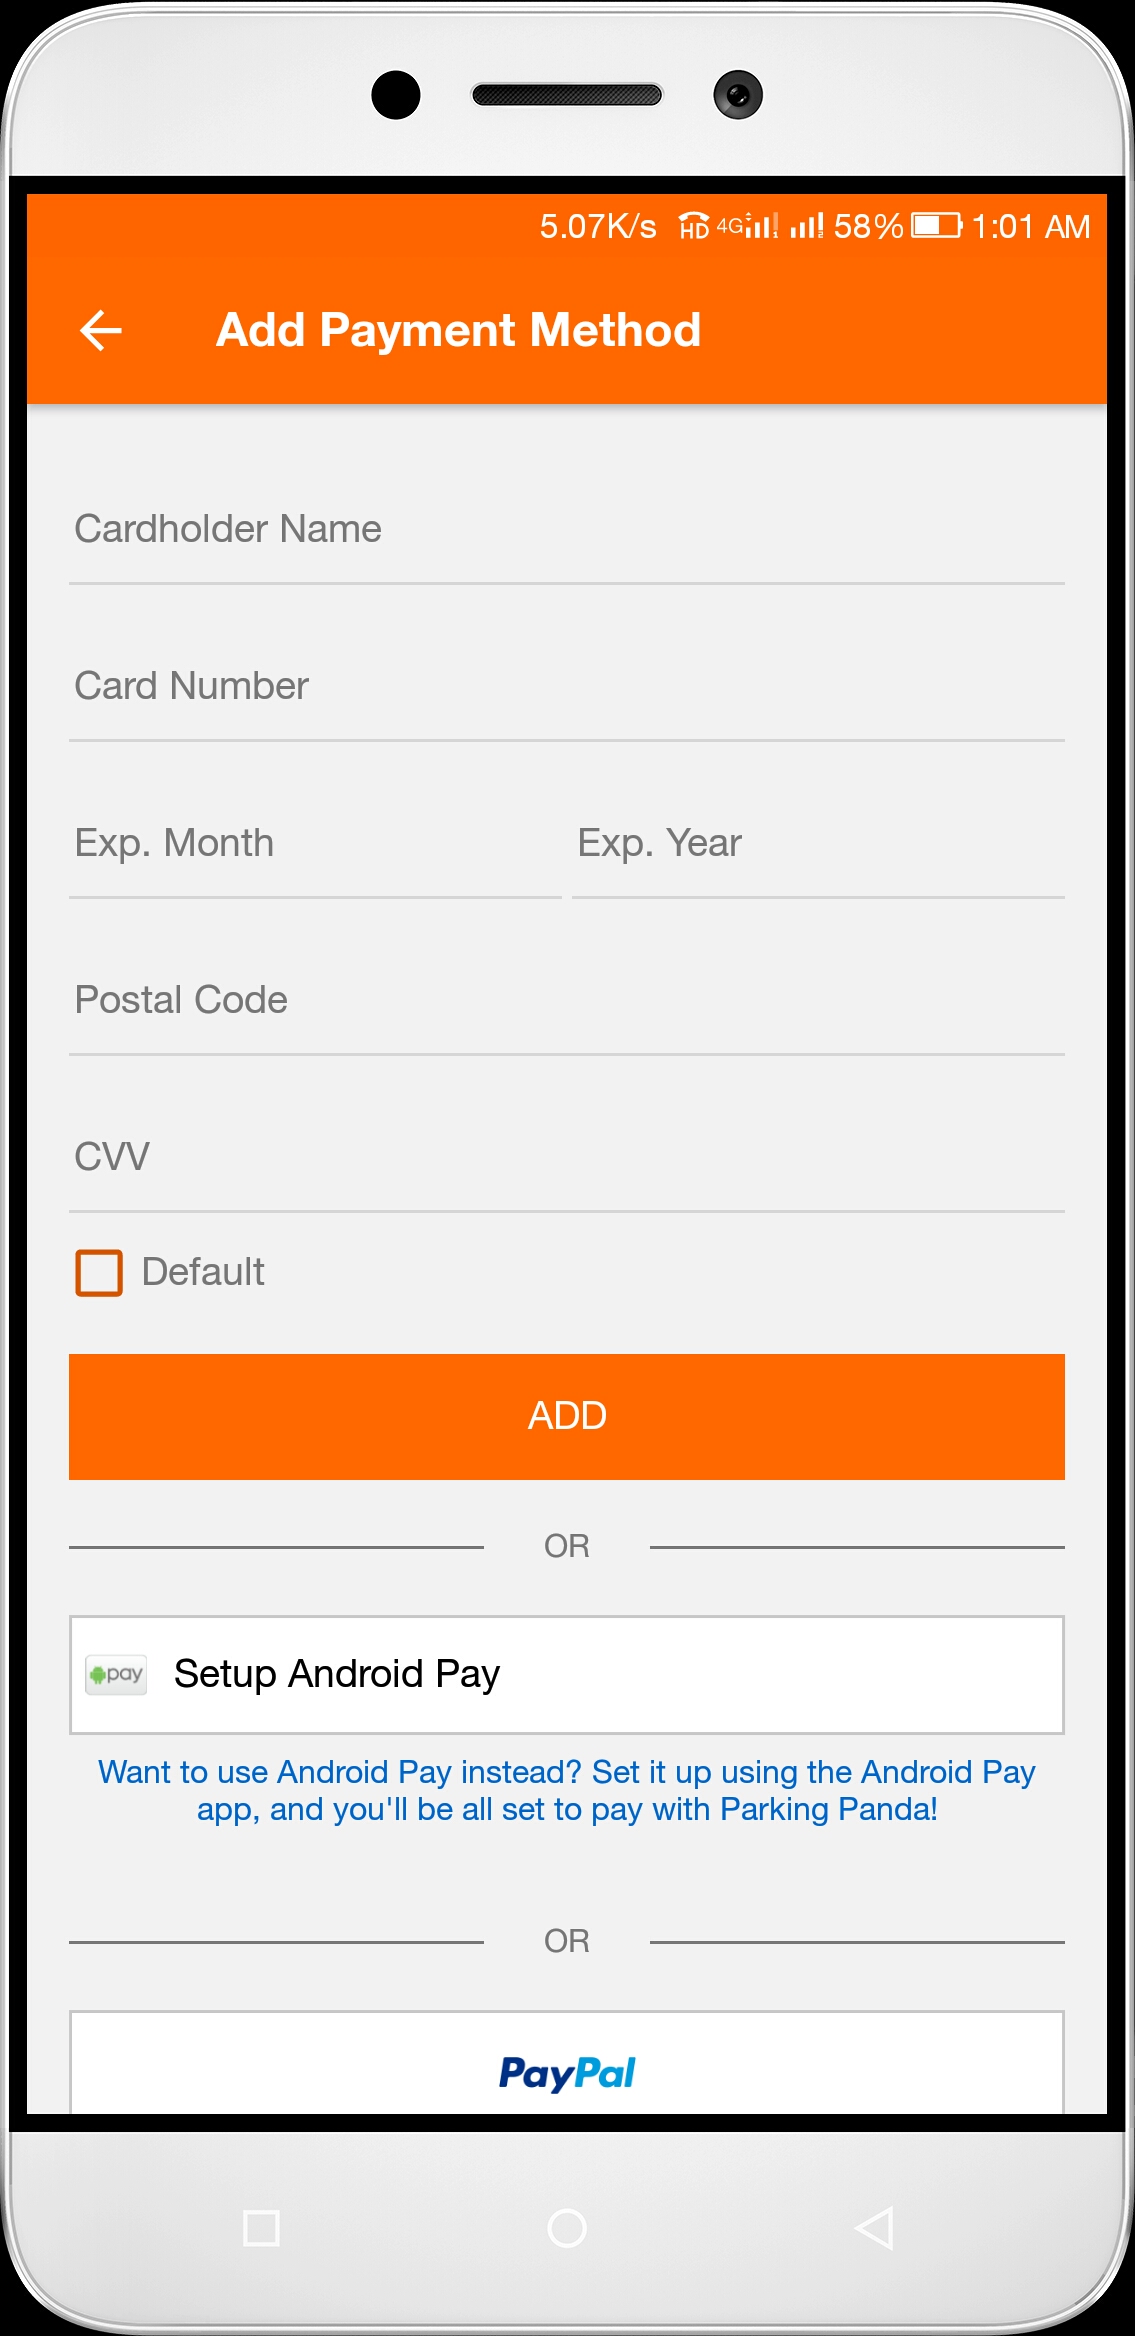 5.07K/s HD 4G 58% 1:01 AM
Add Payment Method
Cardholder Name
Card Number
Exp. Month Exp. Year
Postal Code
CVV
Default
ADD
OR
pay Setup Android Pay
Want to use Android Pay instead? Set it up using the Android Pay
app, and you'll be all set to pay with Parking Panda!
OR
PayPal